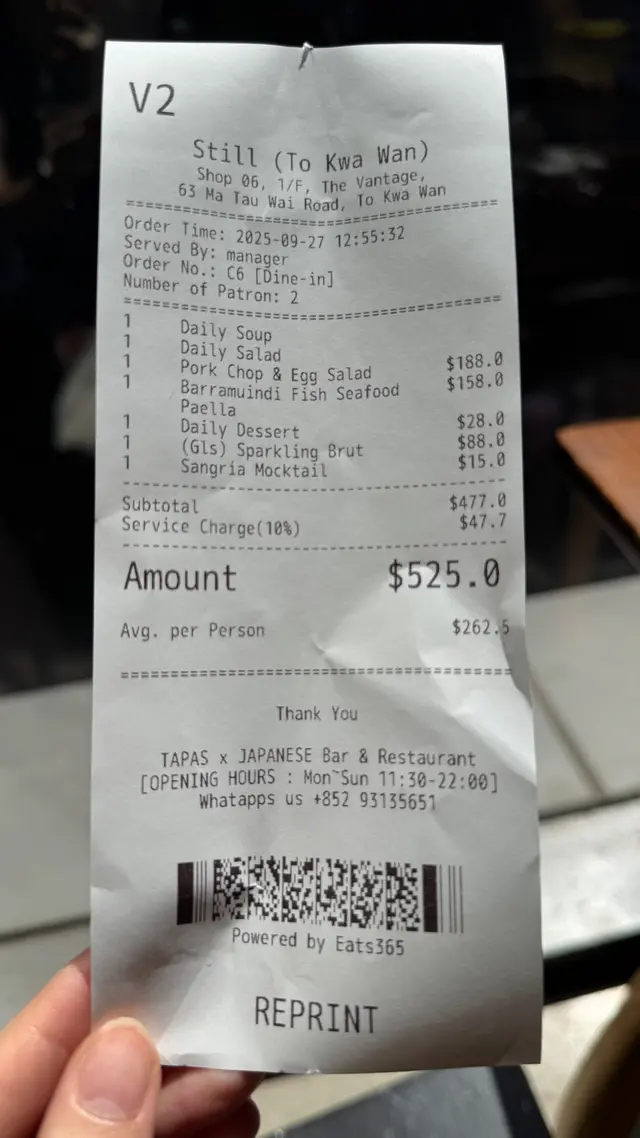 V2
Still (To Kwa Wan)
Shop 06, 1/F, The Vantage,
63 Ma Tau Wai Road, To Kwa Wan
================================================
Order Time: 2025-09-27 12:55:32
Served By: manager
Order No.: C6 [Dine-in]
Number of Patron: 2
================================================
1 Daily Soup
1 Daily Salad
1 Pork Chop & Egg Salad $188.0
1 Barramuindi Fish Seafood $158.0
Paella
1 Daily Dessert $28.0
1 (Gls) Sparkling Brut $88.0
1 Sangria Mocktail $15.0
------------------------------------------------
Subtotal $477.0
Service Charge(10%) $47.7
------------------------------------------------
Amount $525.0
Avg. per Person $262.5
================================================
Thank You
TAPAS x JAPANESE Bar & Restaurant
[OPENING HOURS : Mon~Sun 11:30-22:00]
Whatapps us +852 93135651
Powered by Eats365
REPRINT